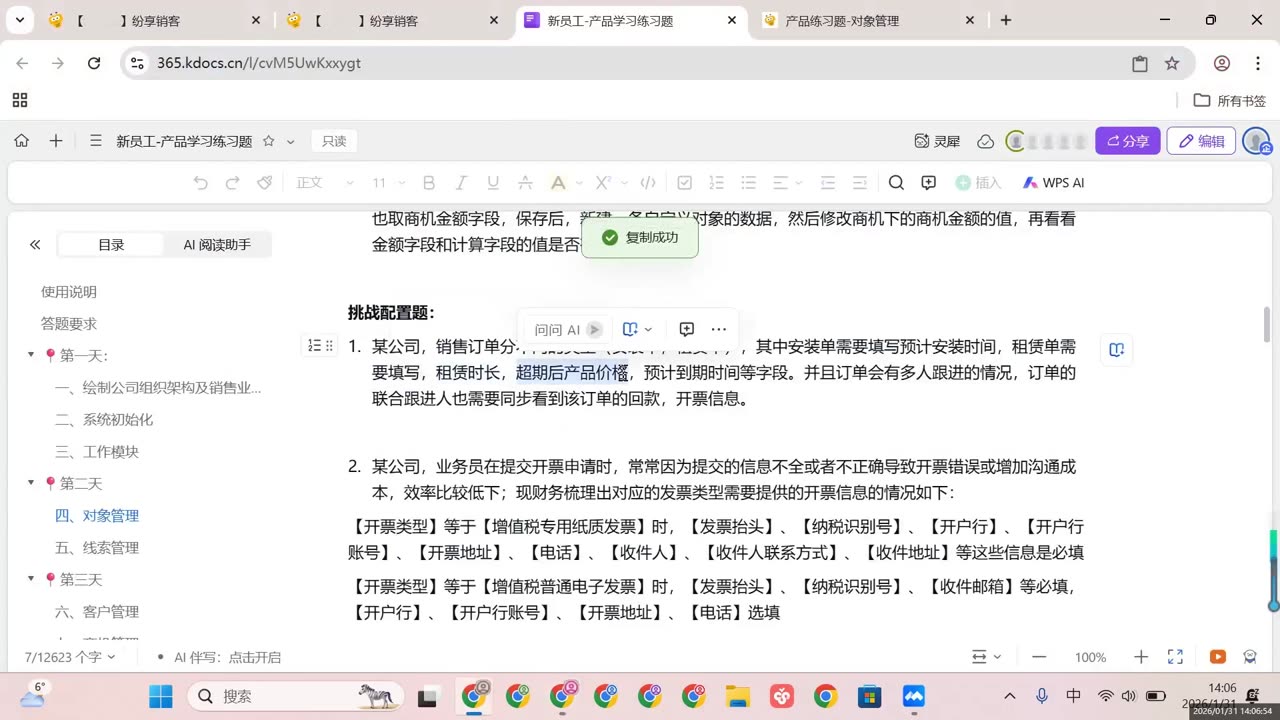 【 】纷享销客
【 】纷享销客
新员工-产品学习练习题
产品练习题-对象管理
365.kdocs.cn/l/cvM5UwKxxygt
所有书签
新员工-产品学习练习题
只读
灵犀
分享
编辑
正文
11
插入
WPS AI
目录
AI 阅读助手
使用说明
答题要求
第一天：
一、绘制公司组织架构及销售业...
二、系统初始化
三、工作模块
第二天
四、对象管理
五、线索管理
第三天
六、客户管理
也取商机金额字段，保存后，新建一条自定义对象的数据，然后修改商机下的商机金额的值，再看看
金额字段和计算字段的值是否
复制成功
挑战配置题：
问问 AI
1. 某公司，销售订单分，其中安装单需要填写预计安装时间，租赁单需
要填写，租赁时长，超期后产品价格，预计到期时间等字段。并且订单会有多人跟进的情况，订单的
联合跟进人也需要同步看到该订单的回款，开票信息。
2. 某公司，业务员在提交开票申请时，常常因为提交的信息不全或者不正确导致开票错误或增加沟通成
本，效率比较低下；现财务梳理出对应的发票类型需要提供的开票信息的情况如下：
【开票类型】等于【增值税专用纸质发票】时，【发票抬头】、【纳税识别号】、【开户行】、【开户行
账号】、【开票地址】、【电话】、【收件人】、【收件人联系方式】、【收件地址】等这些信息是必填
【开票类型】等于【增值税普通电子发票】时，【发票抬头】、【纳税识别号】、【收件邮箱】等必填，
【开户行】、【开户行账号】、【开票地址】、【电话】选填
7/12623 个字
AI 伴写：点击开启
100%
6°
搜索
中
14:06
2026/01/31 14:06:54